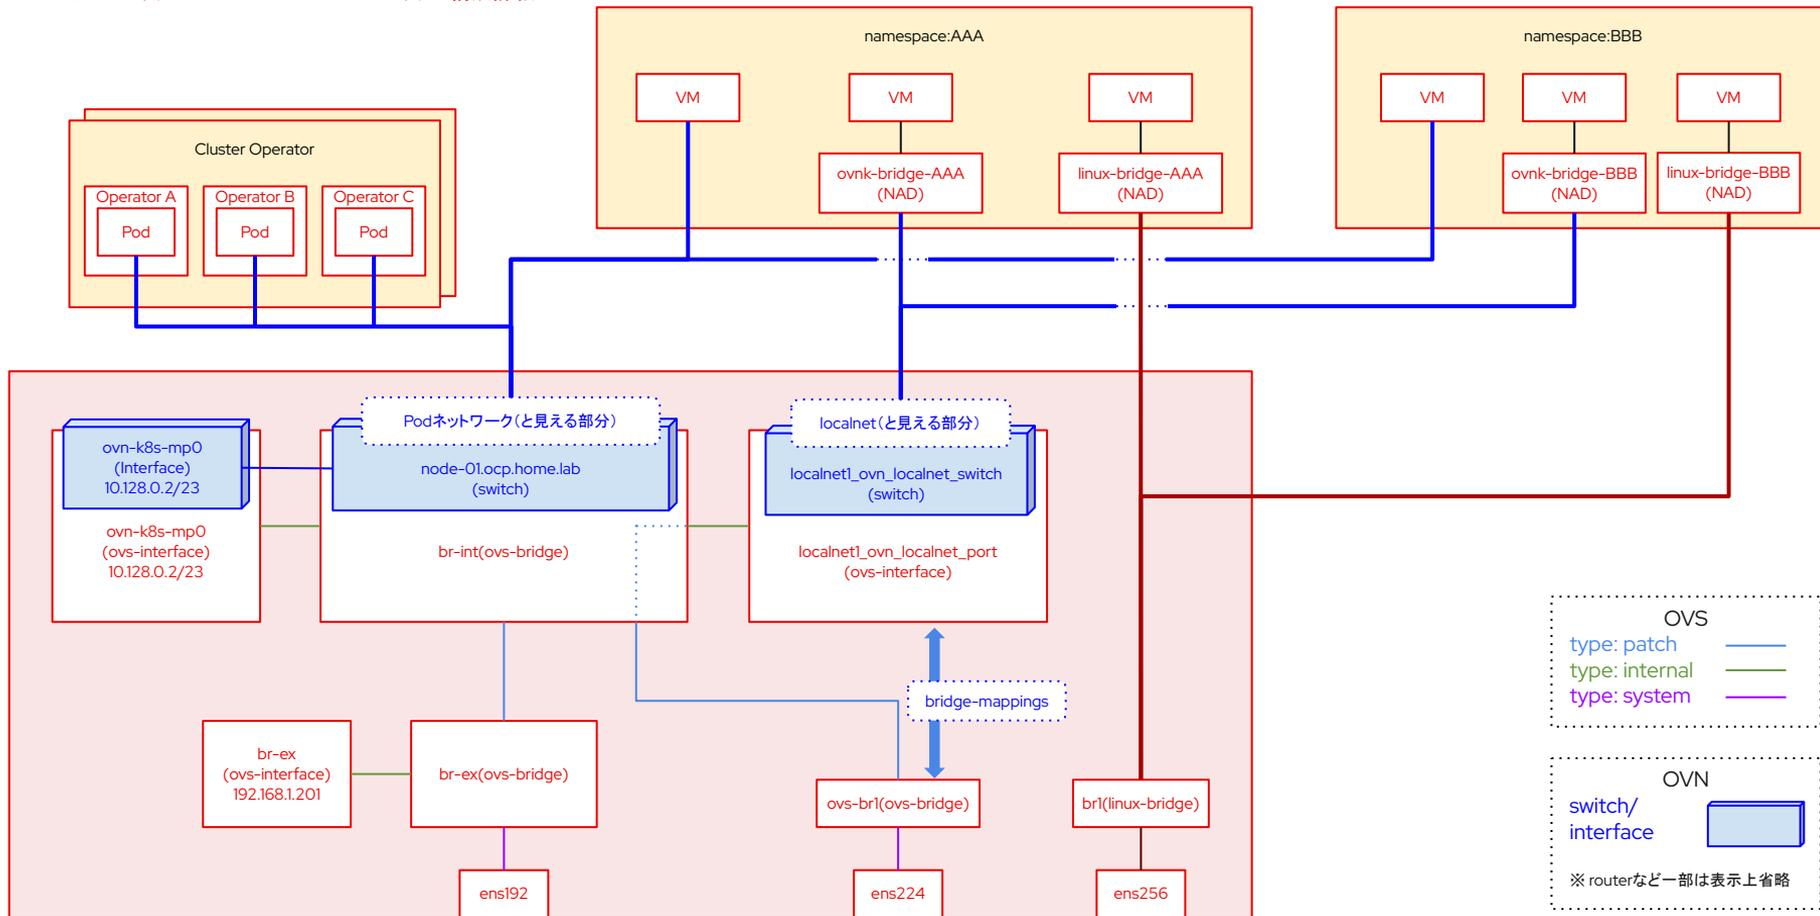 namespace:AAA
namespace:BBB
VM
VM
VM
VM
VM
VM
Cluster Operator
ovnk-bridge-AAA
(NAD)
linux-bridge-AAA
(NAD)
ovnk-bridge-BBB
(NAD)
linux-bridge-BBB
(NAD)
Operator A
Operator B
Operator C
Pod
Pod
Pod
Podネットワーク(と見える部分)
localnet(と見える部分)
ovn-k8s-mp0
(Interface)
10.128.0.2/23
node-01.ocp.home.lab
(switch)
localnet1_ovn_localnet_switch
(switch)
ovn-k8s-mp0
(ovs-interface)
10.128.0.2/23
br-int(ovs-bridge)
localnet1_ovn_localnet_port
(ovs-interface)
OVS
type: patch
type: internal
type: system
bridge-mappings
br-ex
(ovs-interface)
192.168.1.201
br-ex(ovs-bridge)
ovs-br1(ovs-bridge)
br1(linux-bridge)
OVN
switch/
interface
※ routerなど一部は表示上省略
ens192
ens224
ens256